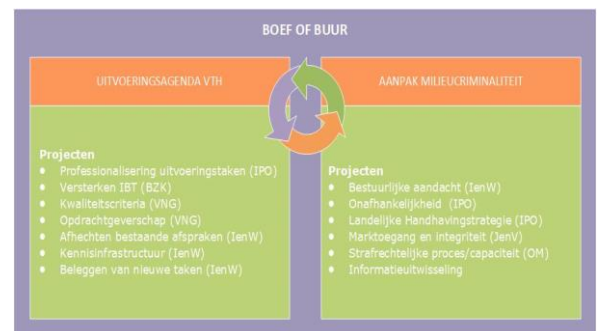 BOEF OF BUUR
UITVOERINGSAGENDA VTH
AANPAK MILIEUCRIMINALITEIT
Projecten
• Professionalisering uitvoeringstaken (IPO)
• Versterken IBT (BZK)
• Kwaliteitscriteria (VNG)
• Opdrachtgeverschap (VNG)
• Afhechten bestaande afspraken (IenW)
• Kennisinfrastructuur (IenW)
• Beleggen van nieuwe taken (IenW)
Projecten
• Bestuurlijke aandacht (IenW)
• Onafhankelijkheid (IPO)
• Landelijke Handhavingstrategie (IPO)
• Marktoegang en integriteit (JenV)
• Strafrechtelijke proces/capaciteit (OM)
• Informatieuitwisseling